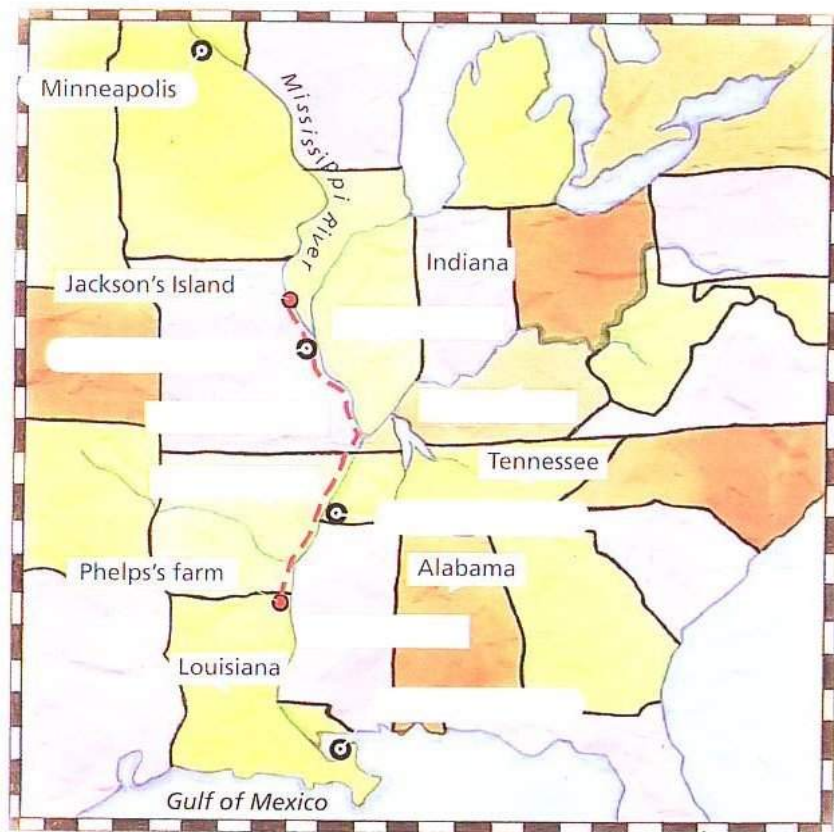 Minneapolis
Mississippi River
Jackson's Island
Indiana
Tennessee
Phelps's farm
Alabama
Louisiana
Gulf of Mexico